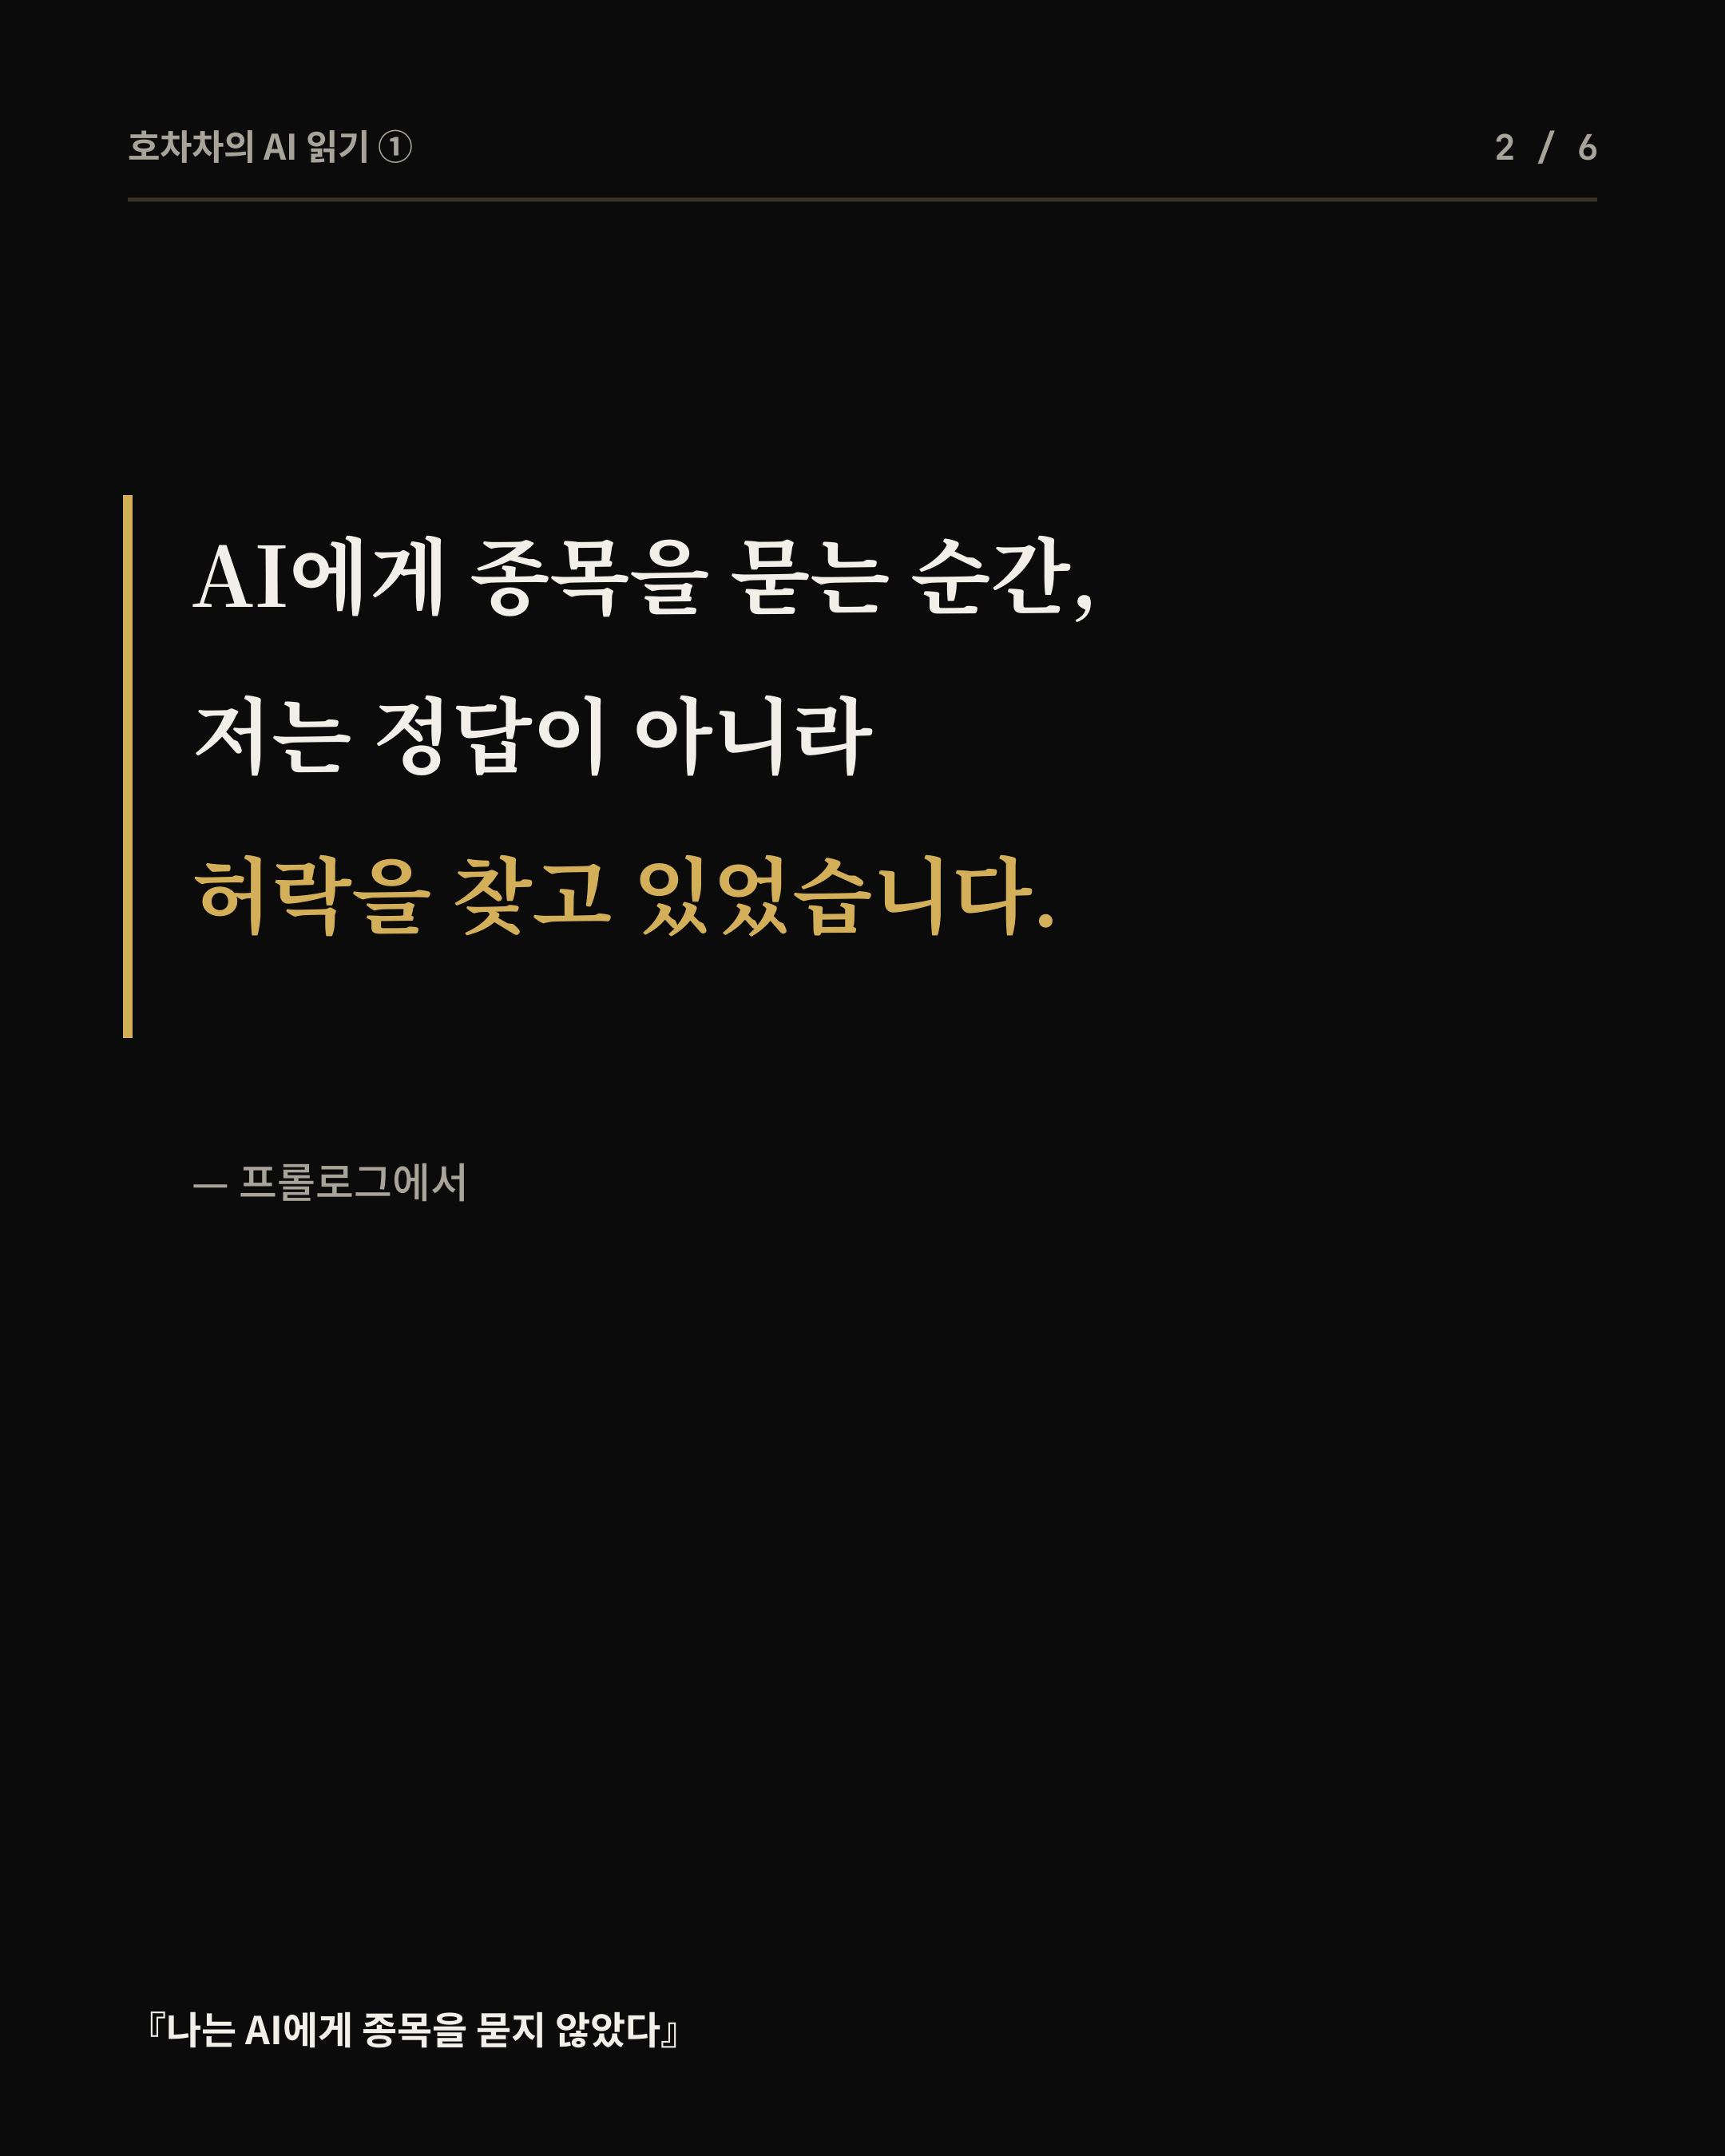 호차차의 AI 읽기 ①
2 / 6
AI에게 종목을 묻는 순간,
저는 정답이 아니라
허락을 찾고 있었습니다.
— 프롤로그에서
『나는 AI에게 종목을 묻지 않았다』